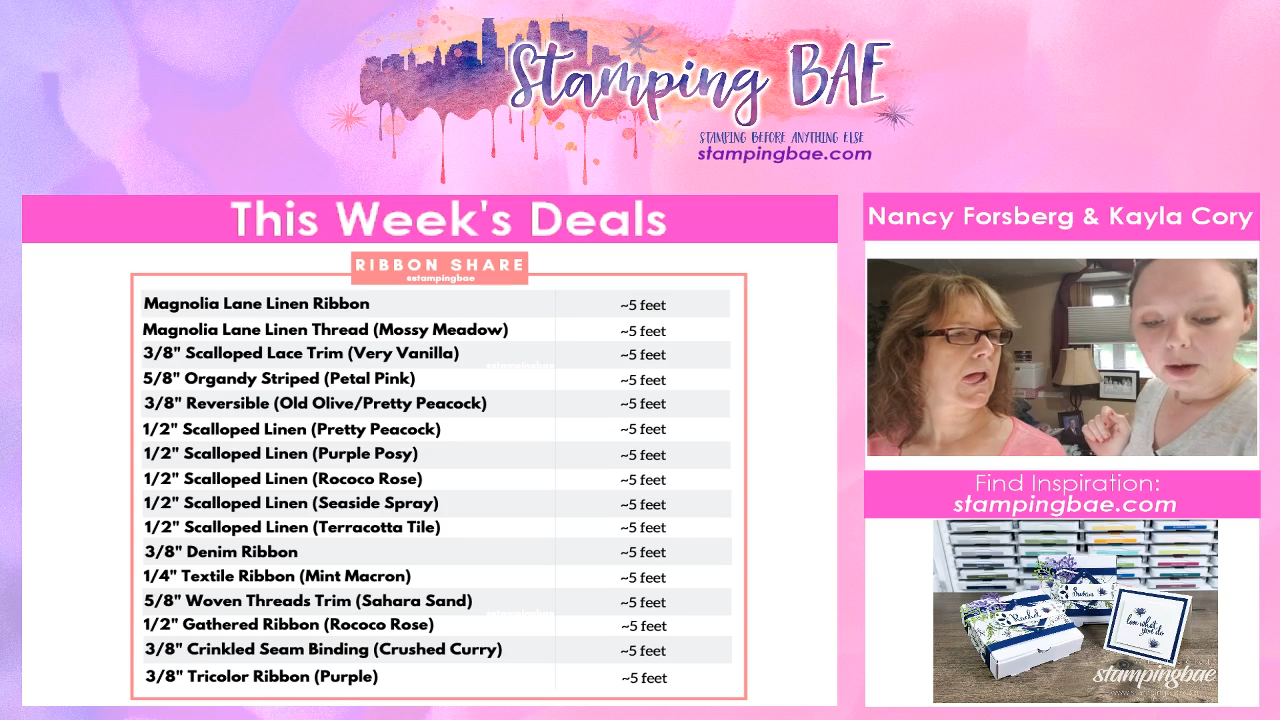 Stamping BAE
STAMPING BEFORE ANYTHING ELSE
stampingbae.com
This Week's Deals
RIBBON SHARE
@stampingbae
Magnolia Lane Linen Ribbon ~5 feet
Magnolia Lane Linen Thread (Mossy Meadow) ~5 feet
3/8" Scalloped Lace Trim (Very Vanilla) ~5 feet
@stampingbae
5/8" Organdy Striped (Petal Pink) ~5 feet
3/8" Reversible (Old Olive/Pretty Peacock) ~5 feet
1/2" Scalloped Linen (Pretty Peacock) ~5 feet
1/2" Scalloped Linen (Purple Posy) ~5 feet
1/2" Scalloped Linen (Rococo Rose) ~5 feet
1/2" Scalloped Linen (Seaside Spray) ~5 feet
1/2" Scalloped Linen (Terracotta Tile) ~5 feet
3/8" Denim Ribbon ~5 feet
1/4" Textile Ribbon (Mint Macron) ~5 feet
5/8" Woven Threads Trim (Sahara Sand) ~5 feet
@stampingbae
1/2" Gathered Ribbon (Rococo Rose) ~5 feet
3/8" Crinkled Seam Binding (Crushed Curry) ~5 feet
3/8" Tricolor Ribbon (Purple) ~5 feet
Nancy Forsberg & Kayla Cory
Find Inspiration:
stampingbae.com
love what
you do
stampingbae